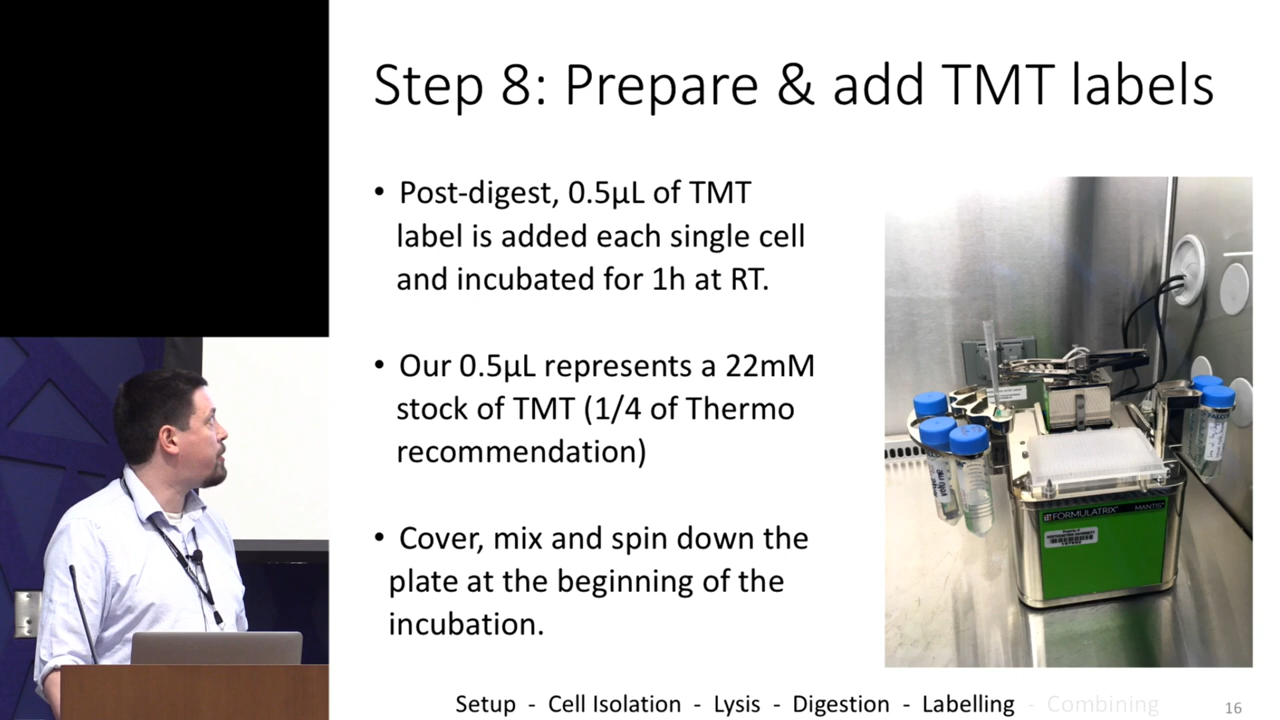 Step 8: Prepare & add TMT labels
• Post-digest, 0.5µL of TMT
label is added each single cell
and incubated for 1h at RT.
• Our 0.5µL represents a 22mM
stock of TMT (1/4 of Thermo
recommendation)
• Cover, mix and spin down the
plate at the beginning of the
incubation.
FORMULATRIX MANTIS
Setup - Cell Isolation - Lysis - Digestion - Labelling - Combining
16